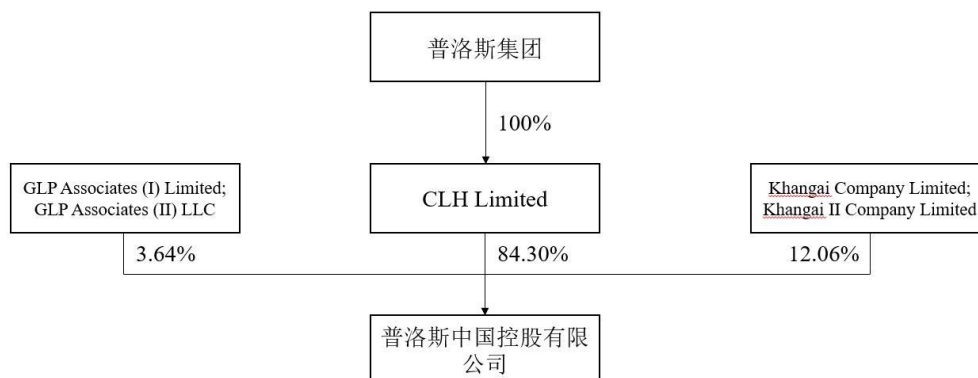 普洛斯集团
100%
GLP Associates (I) Limited;
GLP Associates (II) LLC
CLH Limited
Khangai Company Limited;
Khangai II Company Limited
3.64%
84.30%
12.06%
普洛斯中国控股有限
公司